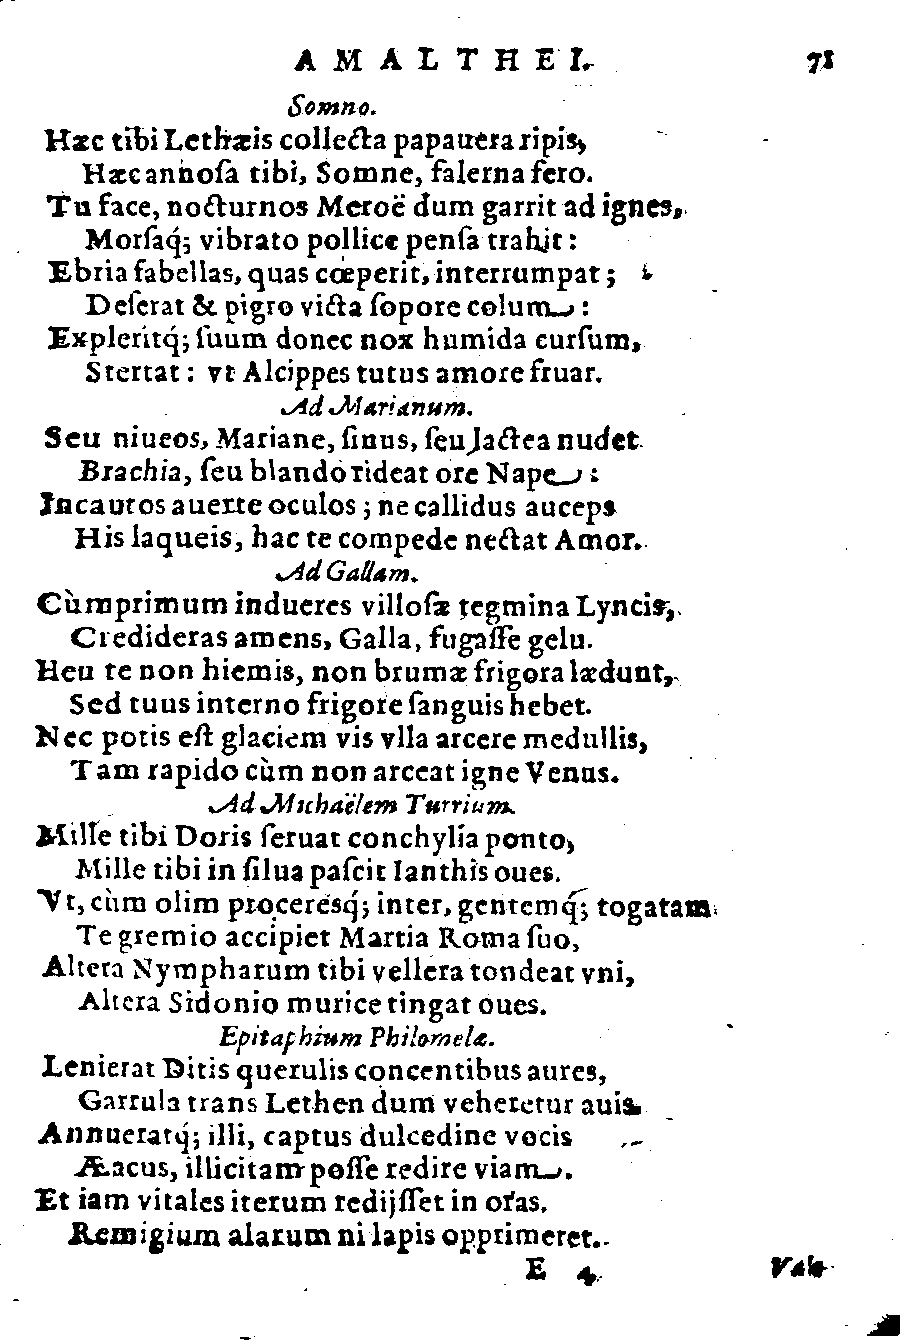 AMALTHEI. 71
Somno.
Hæc tibi Lethæis collecta papauera ripis,
Hæc annoſa tibi, Somne, falerna fero.
Tu face, nocturnos Meroë dum garrit ad ignes,
Morſaq́; vibrato pollice penſa trahit:
Ebria fabellas, quas cœperit, interrumpat;
Deſerat & pigro victa ſopore colum:
Expleritq́; ſuum donec nox humida curſum,
Stertat: vt Alcippes tutus amore fruar.
Ad Marianum.
Seu niueos, Mariane, ſinus, ſeu lactea nudet
Brachia, ſeu blando rideat ore Nape:
Incautos auerte oculos; ne callidus auceps
His laqueis, hac te compede nectat Amor.
Ad Gallam.
Cùm primum indueres villoſæ tegmina Lyncis,
Credideras amens, Galla, fugaſſe gelu.
Heu te non hiemis, non brumæ frigora lædunt,
Sed tuus interno frigore ſanguis hebet.
Nec potis eſt glaciem vis vlla arcere medullis,
Tam rapido cùm non arceat igne Venus.
Ad Michaëlem Turrium.
Mille tibi Doris ſeruat conchylia ponto,
Mille tibi in ſilua paſcit Ianthis oues.
Vt, cùm olim proceresq́; inter, gentemq́; togatam
Te gremio accipiet Martia Roma ſuo,
Altera Nympharum tibi vellera tondeat vni,
Altera Sidonio murice tingat oues.
Epitaphium Philomelæ.
Lenierat Ditis querulis concentibus aures,
Garrula trans Lethen dum veheretur auis.
Annueratq́; illi, captus dulcedine vocis
Æacus, illicitam poſſe redire viam.
Et iam vitales iterum redijſſet in oras,
Remigium alarum ni lapis opprimeret.
E 4 Vale